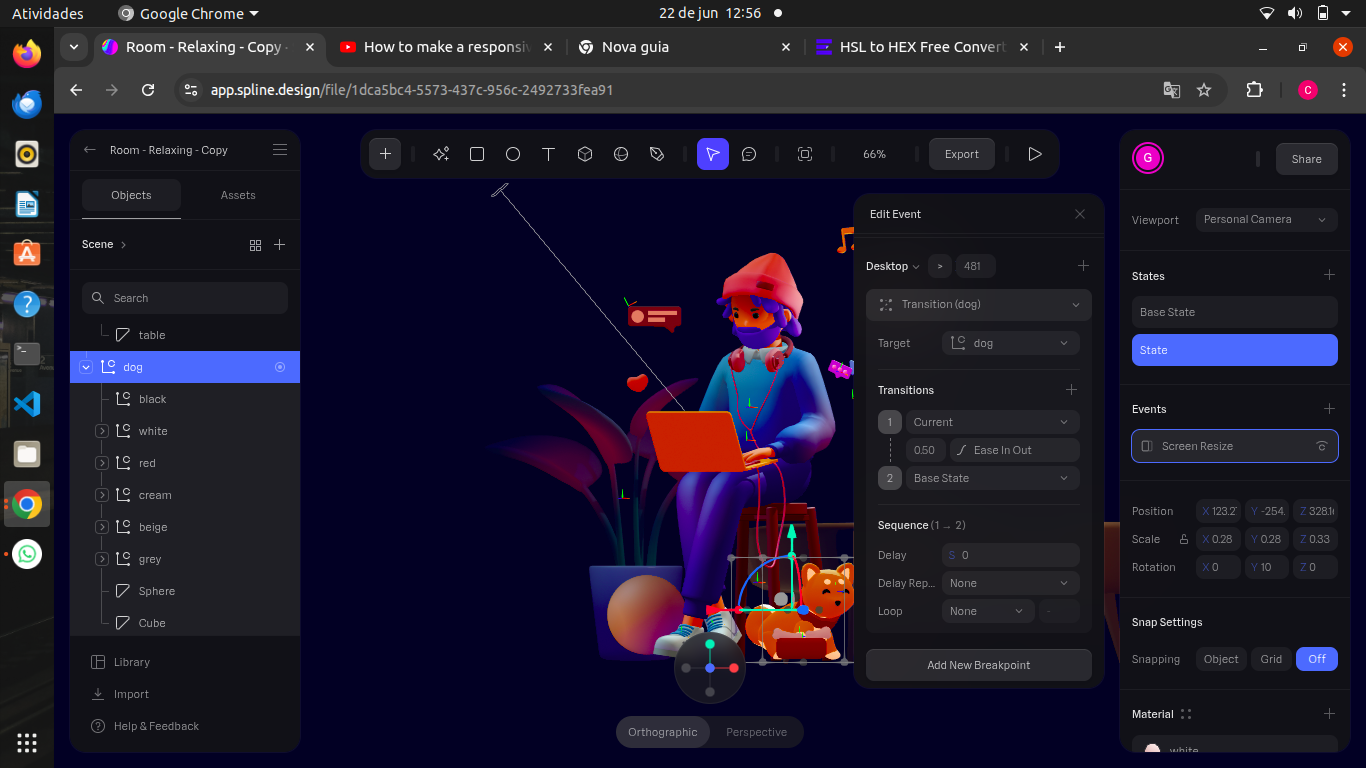 Atividades
Google Chrome
22 de jun 12:56
Room - Relaxing - Copy -
How to make a responsiv
Nova guia
HSL to HEX Free Convert
app.spline.design/file/1dca5bc4-5573-437c-956c-2492733fea91
C
Room - Relaxing - Copy
Objects
Assets
Scene
Search
table
dog
black
white
red
cream
beige
grey
Sphere
Cube
Library
Import
Help & Feedback
66%
Export
Edit Event
Desktop > 481
Transition (dog)
Target dog
Transitions
1 Current
0.50 Ease In Out
2 Base State
Sequence (1 → 2)
Delay S 0
Delay Rep... None
Loop None -
Add New Breakpoint
Orthographic
Perspective
G
Share
Viewport Personal Camera
States
Base State
State
Events
Screen Resize
Position X 123.27 Y -254. Z 328.16
Scale X 0.28 Y 0.28 Z 0.33
Rotation X 0 Y 10 Z 0
Snap Settings
Snapping Object Grid Off
Material
white